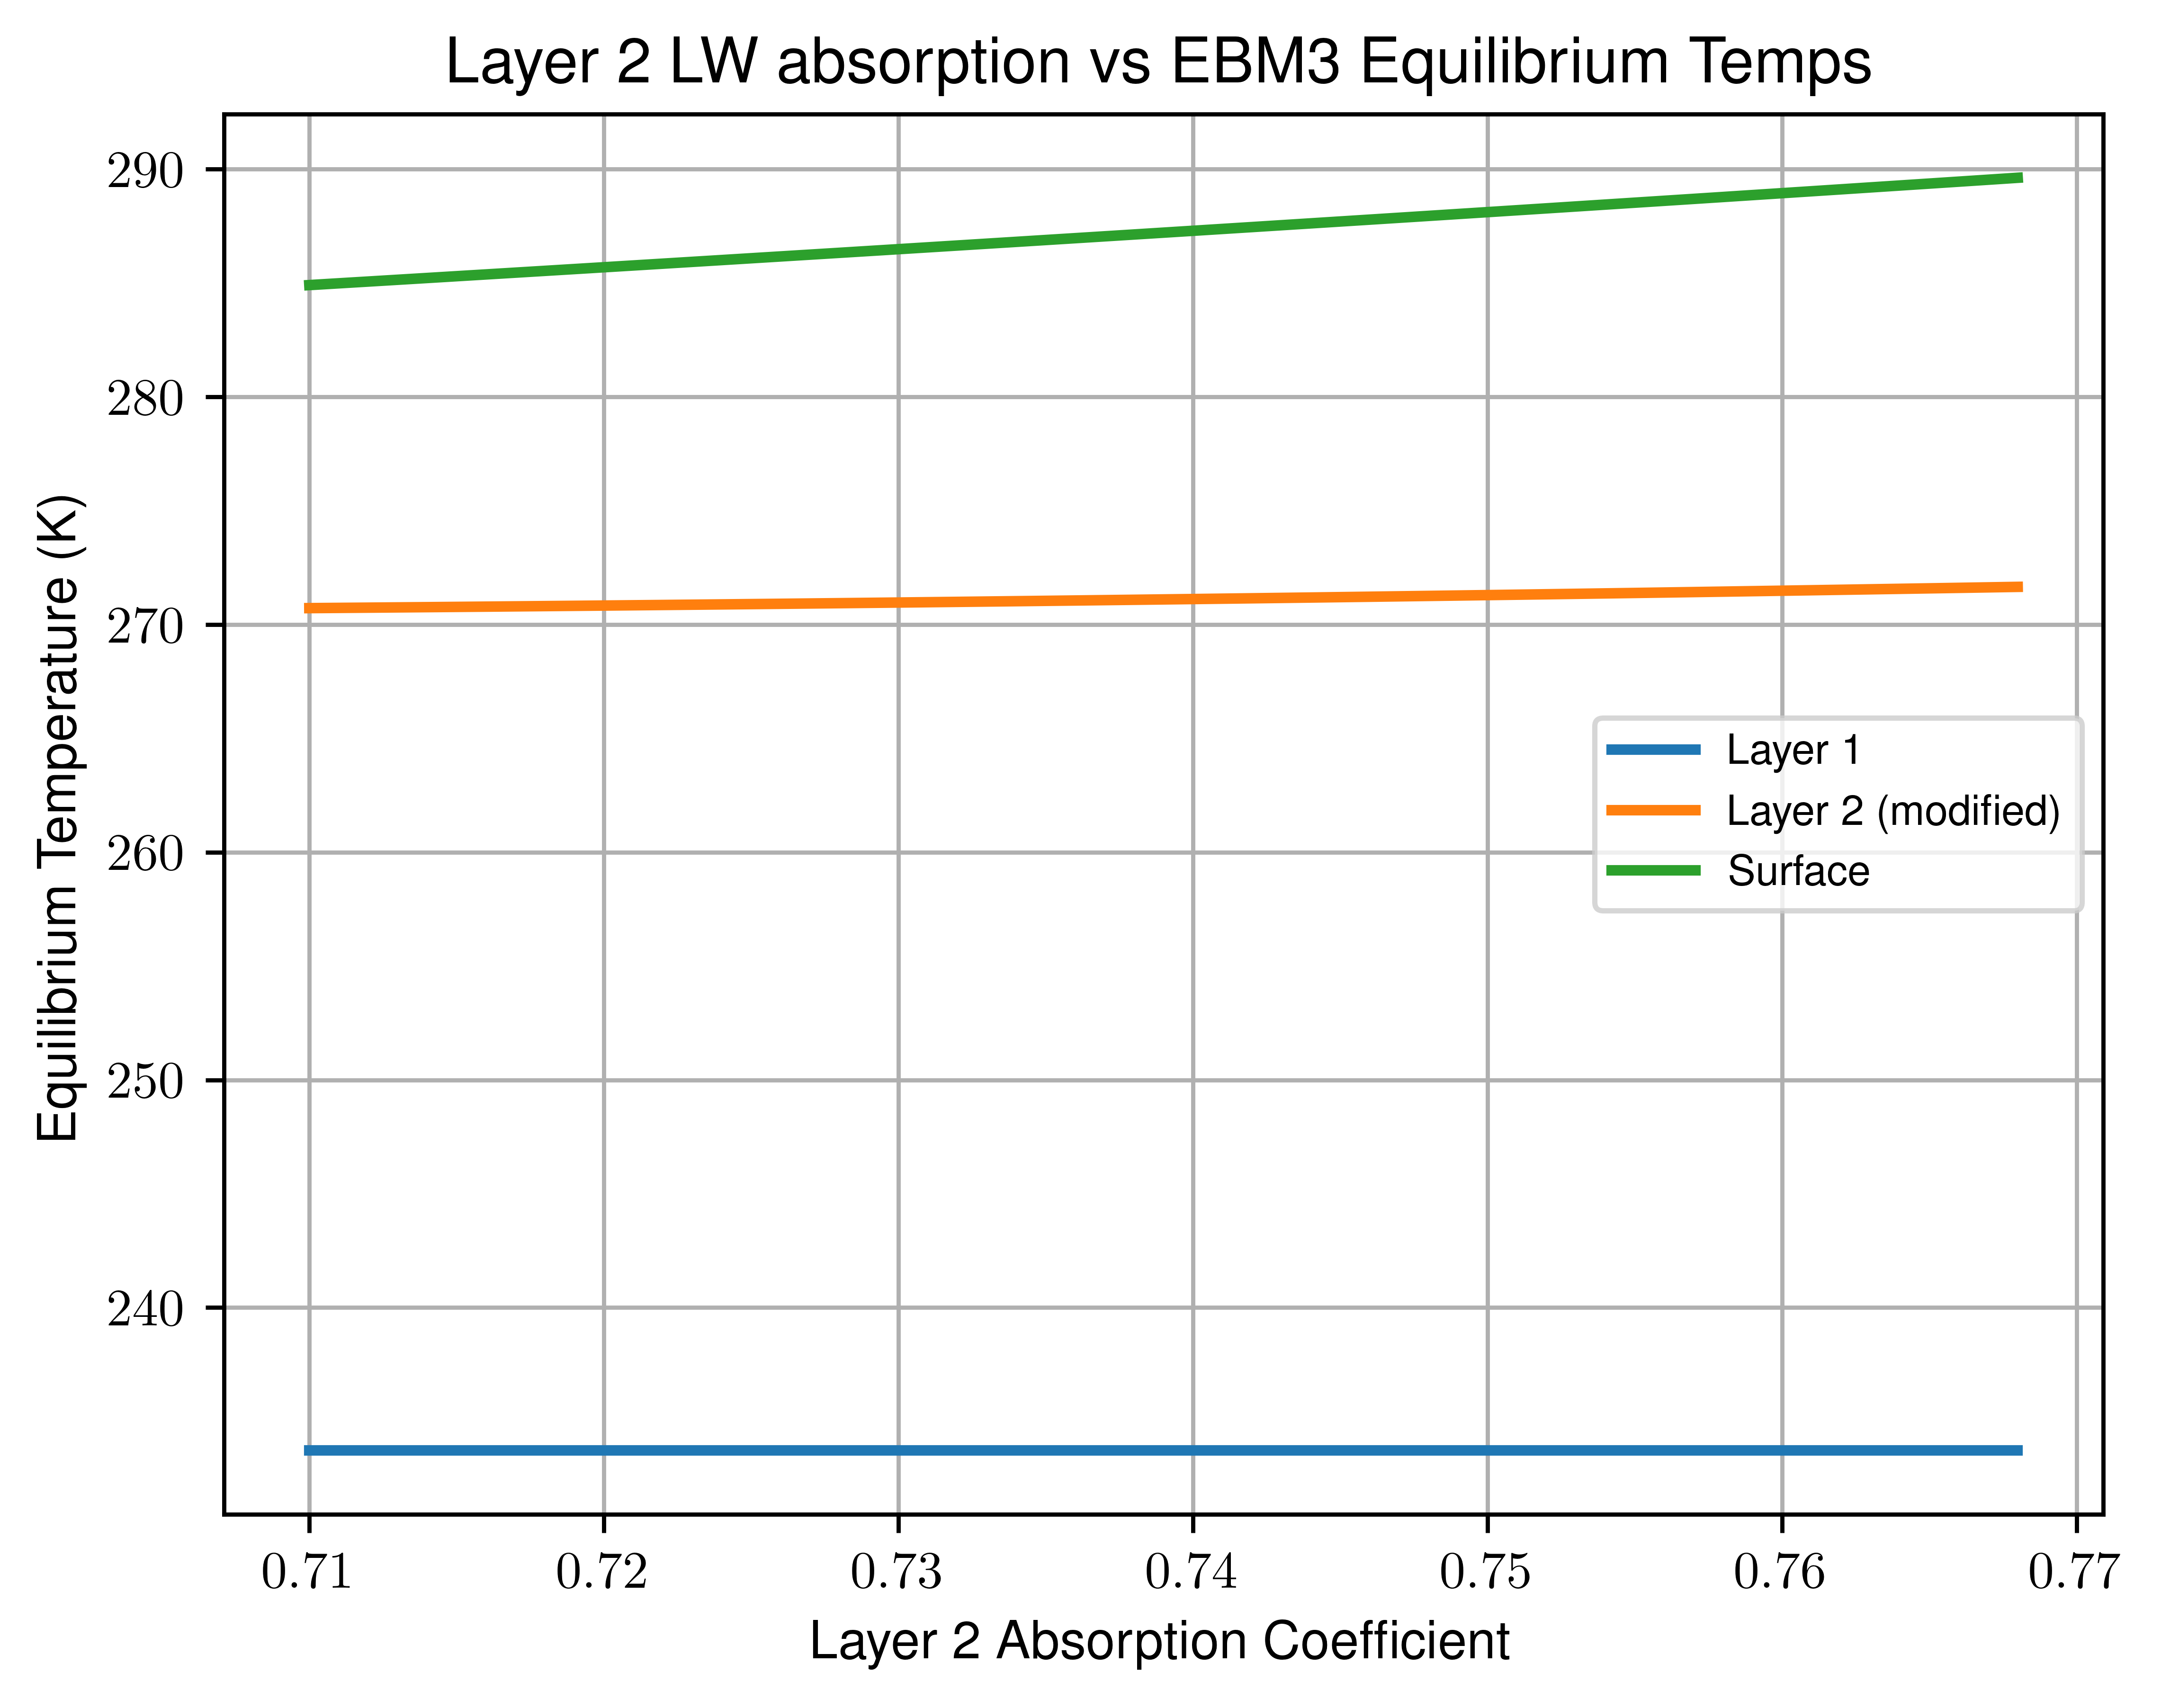 Layer 2 LW absorption vs EBM3 Equilibrium Temps
Equilibrium Temperature (K)
290
280
270
260
250
240
Layer 1
Layer 2 (modified)
Surface
0.71 0.72 0.73 0.74 0.75 0.76 0.77
Layer 2 Absorption Coefficient